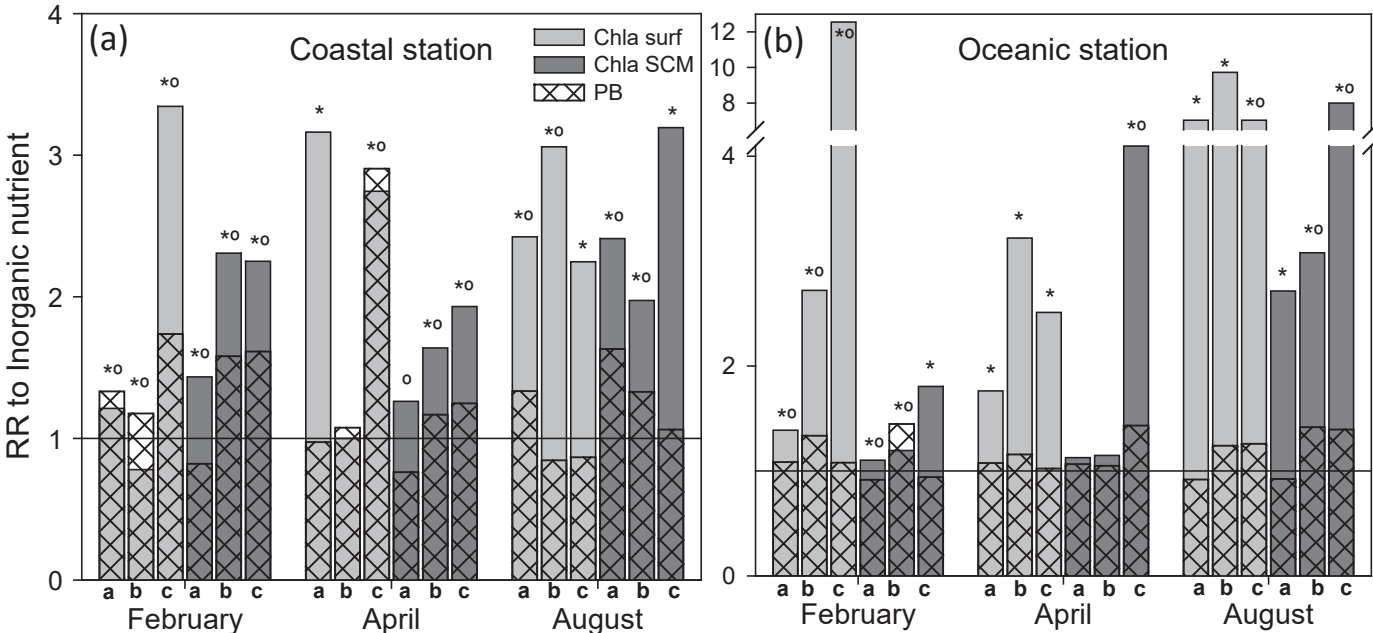 RR to Inorganic nutrient
(a)
Coastal station
Chla surf
Chla SCM
PB
4
3
2
1
0
*o *o *o *o *o *o
* *o o *o *o
*o *o * *o *o *
a b c a b c a b c a b c a b c a b c
February April August
(b)
Oceanic station
12
10
8
4
2
0
*o *o *o *o *o *
* * * *o
* * *o * *o *o
a b c a b c a b c a b c a b c a b c
February April August